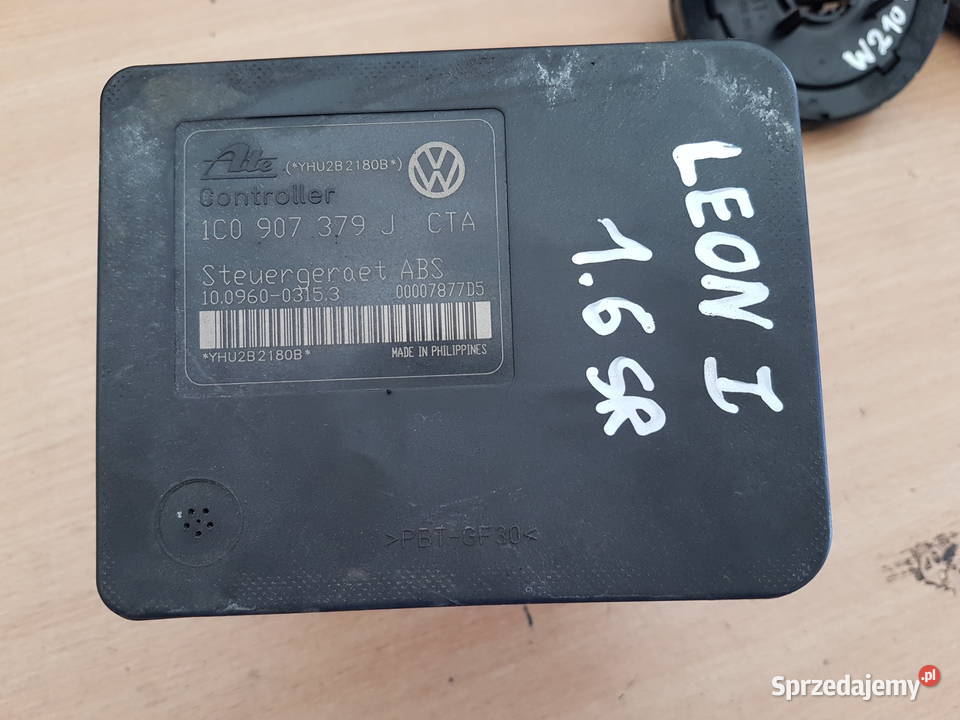 Ate (*YHU2B2180B*)
Controller
1C0 907 379 J CTA
Steuergeraet ABS
10.0960-0315.3 00007877D5
*YHU2B2180B*
MADE IN PHILIPPINES
>PBT-GF30<
LEON I
1.6 SR
W210
Sprzedajemy.pl